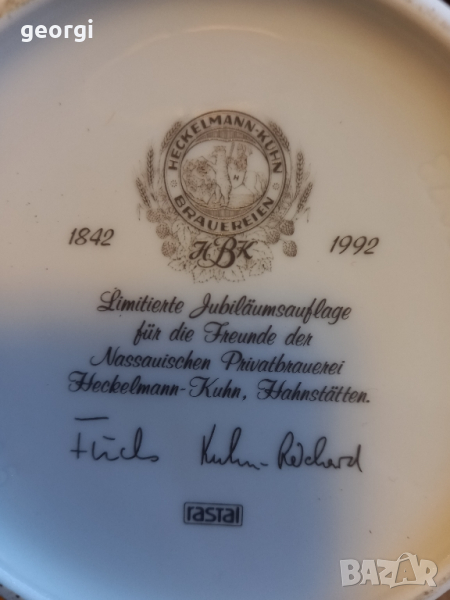 georgi
HECKELMANN-KUHN
BRAUEREIEN
HBK
1842 1992
Limitierte Jubiläumsauflage
für die Freunde der
Nassauischen Privatbrauerei
Heckelmann-Kuhn, Hahnstätten.
Fuchs Kuhn-Reichard
rastal
BAZAR